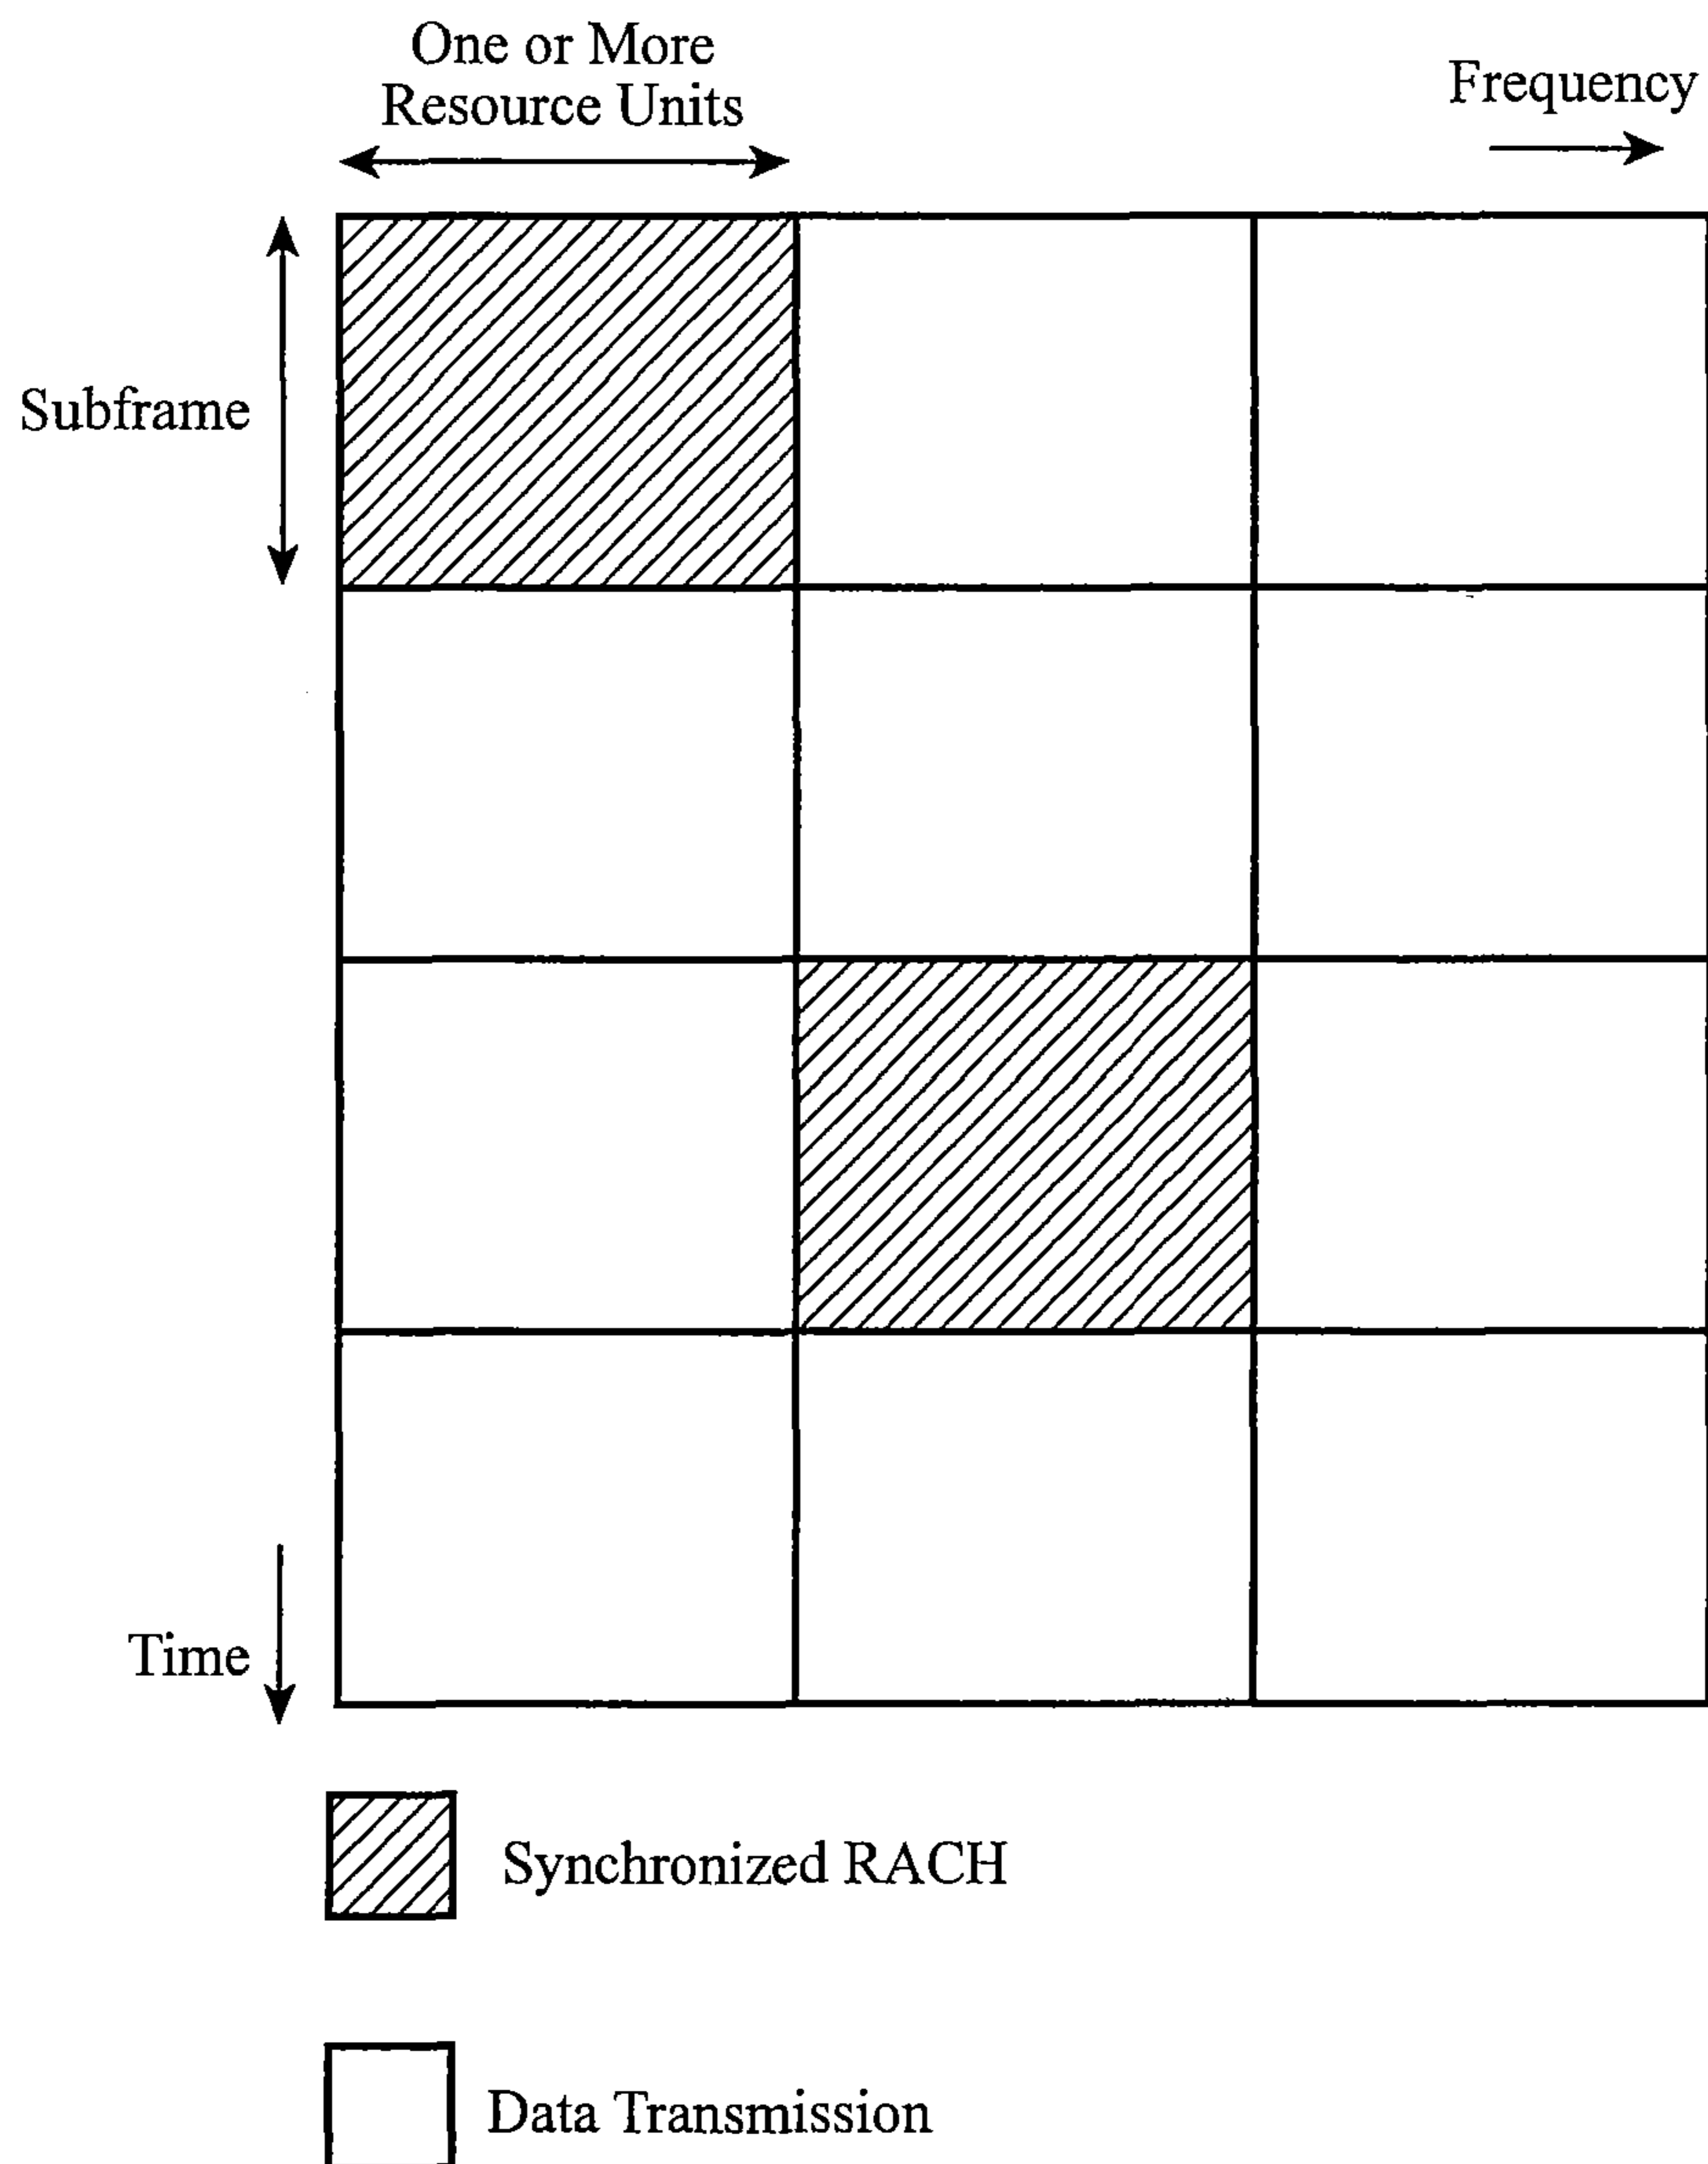 One or More
Resource Units
Frequency
Subframe
Time
Synchronized RACH
Data Transmission